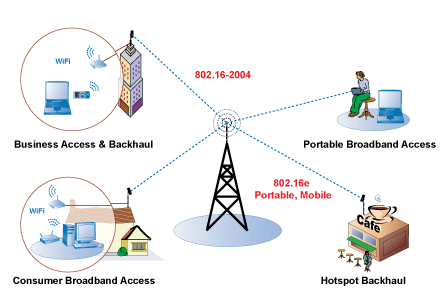 WiFi
802.16-2004
Business Access & Backhaul
Portable Broadband Access
802.16e
Portable, Mobile
WiFi
Cafe
Consumer Broadband Access
Hotspot Backhaul